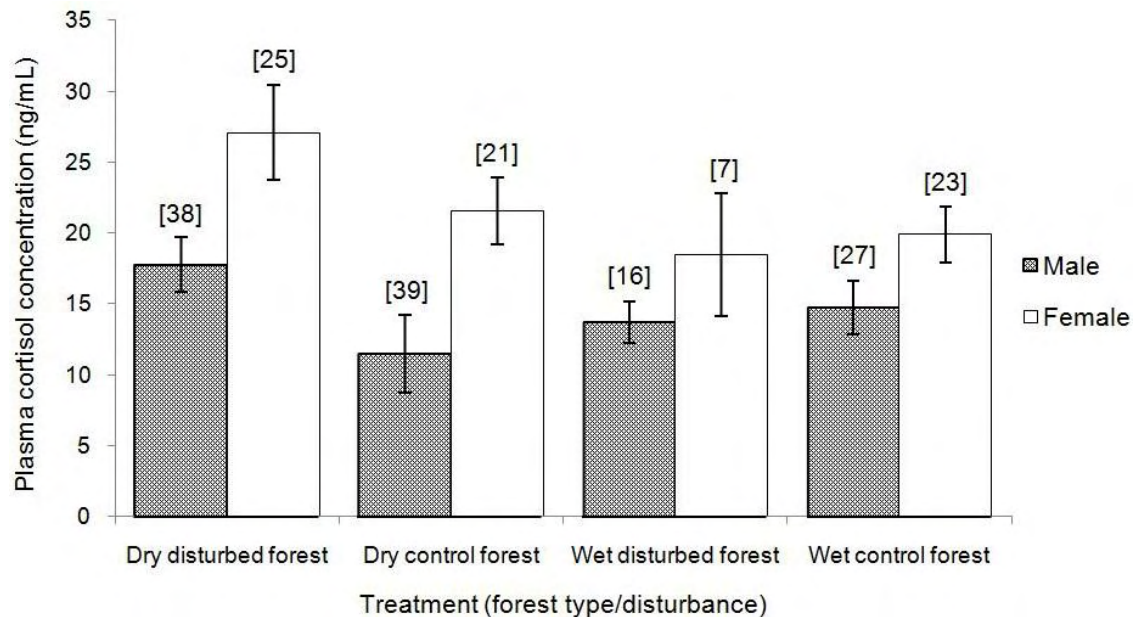 Plasma cortisol concentration (ng/mL)
35
30
25
20
15
10
5
0
[38]
[25]
[39]
[21]
[16]
[7]
[27]
[23]
Male
Female
Dry disturbed forest
Dry control forest
Wet disturbed forest
Wet control forest
Treatment (forest type/disturbance)